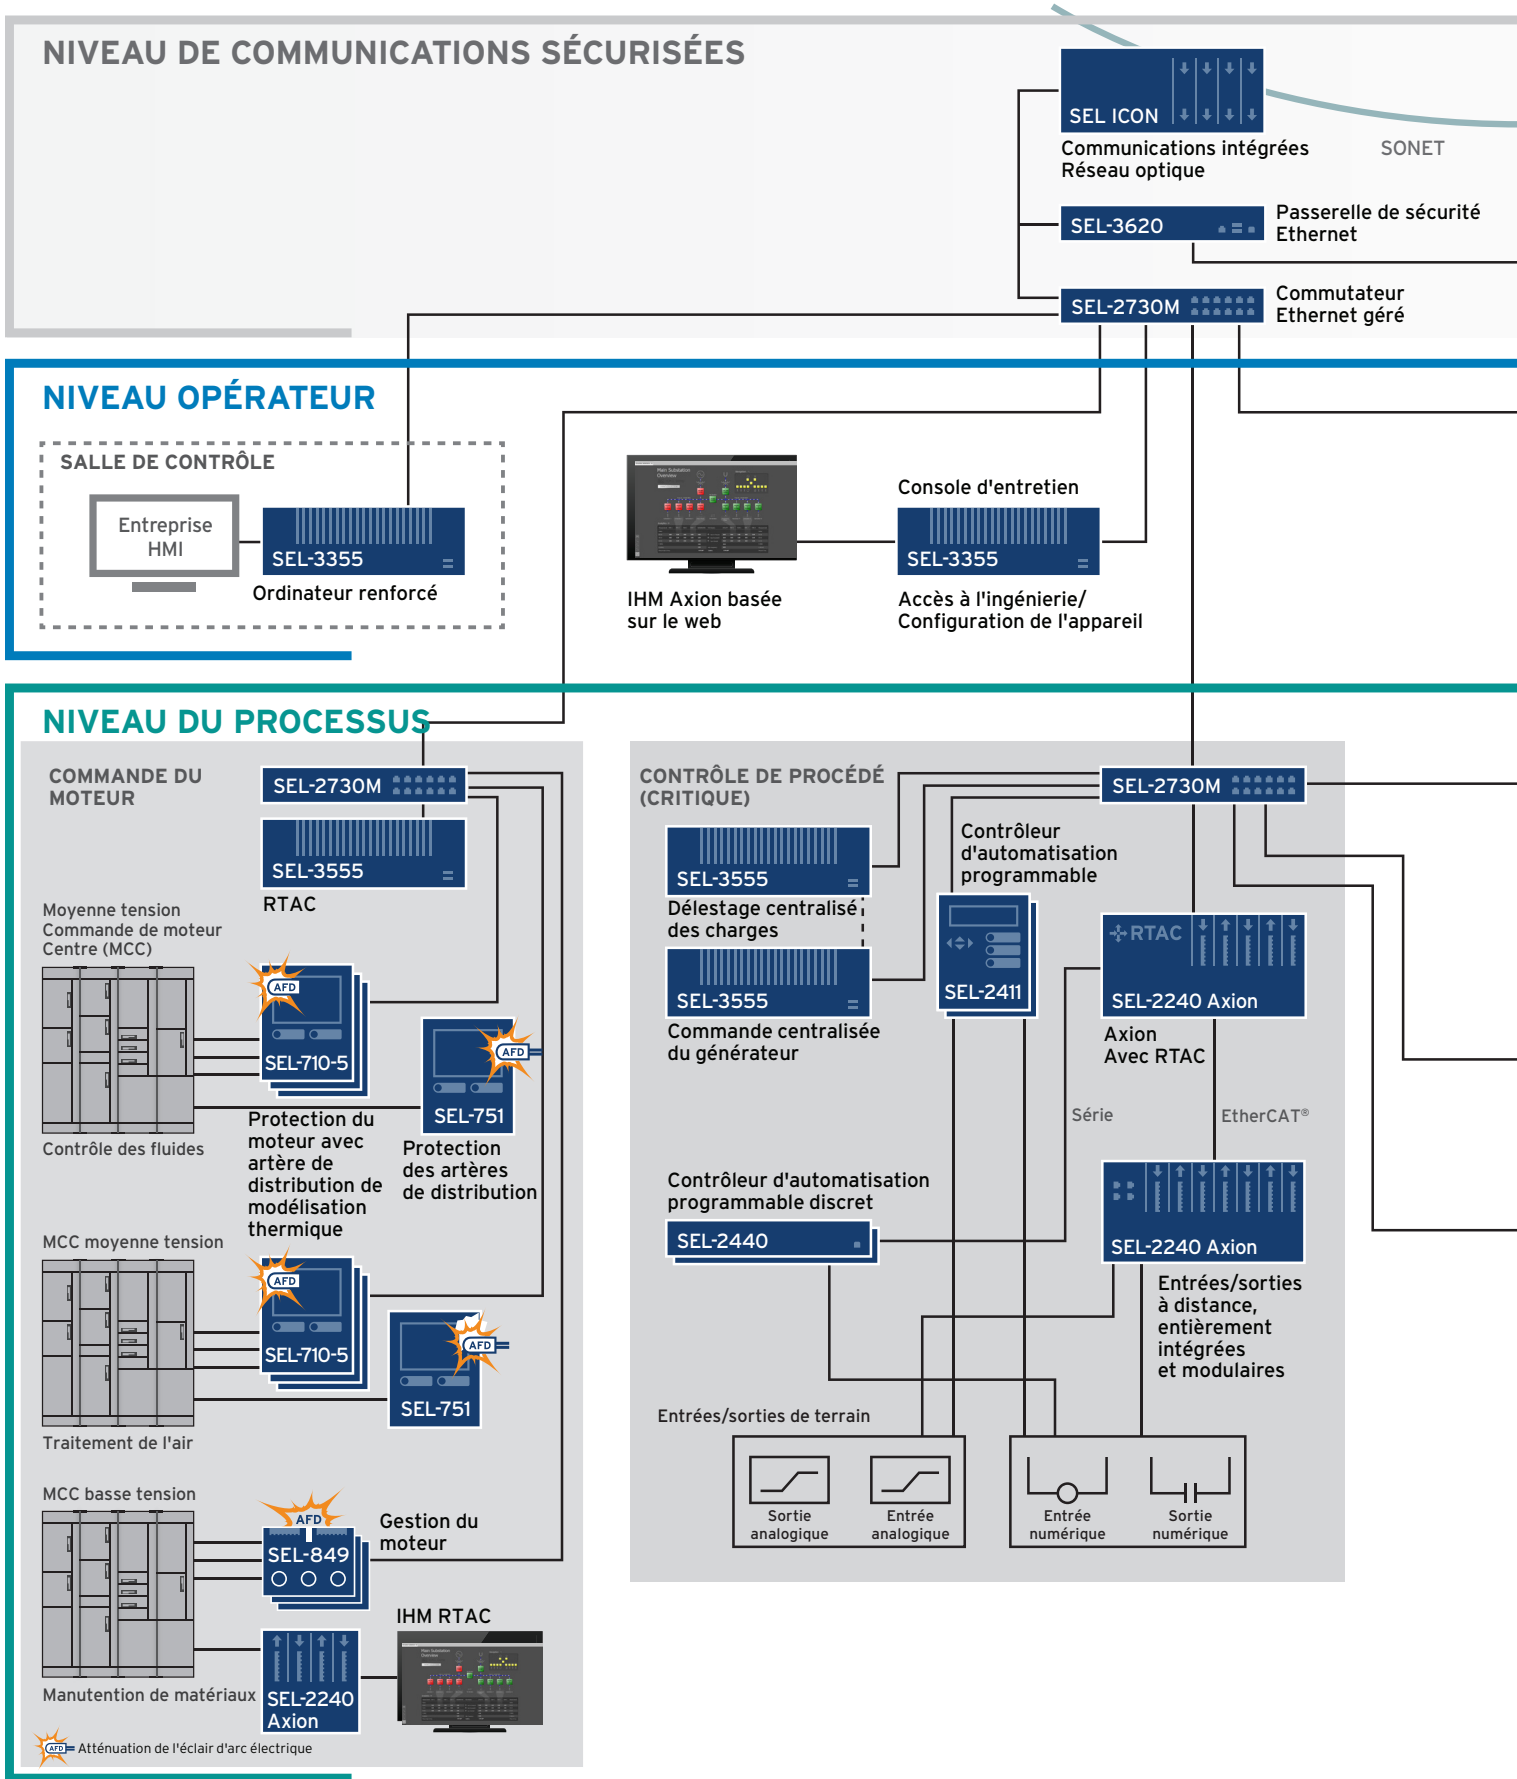 NIVEAU DE COMMUNICATIONS SÉCURISÉES
SEL ICON
Communications intégrées
Réseau optique
SONET
SEL-3620
Passerelle de sécurité
Ethernet
SEL-2730M
Commutateur
Ethernet géré
NIVEAU OPÉRATEUR
SALLE DE CONTRÔLE
Entreprise
HMI
SEL-3355
Ordinateur renforcé
Main Substation
Overview
IHM Axion basée
sur le web
Console d'entretien
SEL-3355
Accès à l'ingénierie/
Configuration de l'appareil
NIVEAU DU PROCESSUS
COMMANDE DU
MOTEUR
SEL-2730M
SEL-3555
RTAC
Moyenne tension
Commande de moteur
Centre (MCC)
AFD
SEL-710-5
AFD
SEL-751
Contrôle des fluides
Protection du
moteur avec
artère de
distribution de
modélisation
thermique
Protection
des artères
de distribution
MCC moyenne tension
AFD
SEL-710-5
AFD
SEL-751
Traitement de l'air
MCC basse tension
AFD
SEL-849
Gestion du
moteur
IHM RTAC
Main Substation
Overview
SEL-2240
Axion
Manutention de matériaux
AFD
Atténuation de l'éclair d'arc électrique
CONTRÔLE DE PROCÉDÉ
(CRITIQUE)
SEL-2730M
SEL-3555
Délestage centralisé
des charges
SEL-3555
Commande centralisée
du générateur
Contrôleur
d'automatisation
programmable
SEL-2411
RTAC
SEL-2240 Axion
Axion
Avec RTAC
Série
EtherCAT®
Contrôleur d'automatisation
programmable discret
SEL-2440
SEL-2240 Axion
Entrées/sorties
à distance,
entièrement
intégrées
et modulaires
Entrées/sorties de terrain
Sortie
analogique
Entrée
analogique
Entrée
numérique
Sortie
numérique